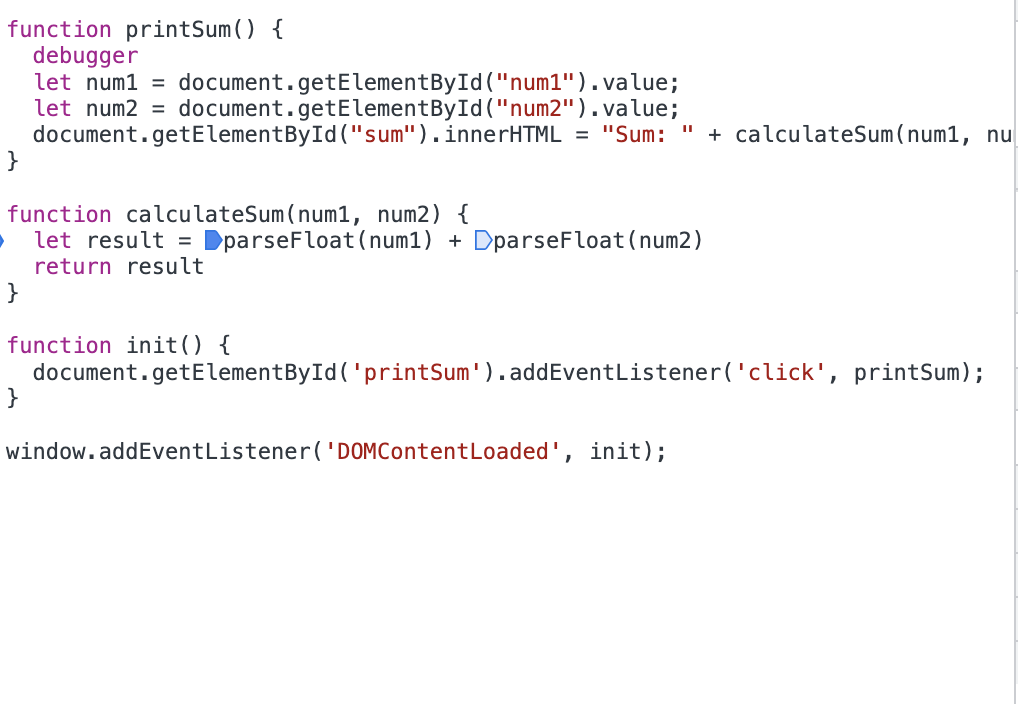 function printSum() {
  debugger
  let num1 = document.getElementById("num1").value;
  let num2 = document.getElementById("num2").value;
  document.getElementById("sum").innerHTML = "Sum: " + calculateSum(num1, nu
}

function calculateSum(num1, num2) {
  let result = parseFloat(num1) + parseFloat(num2)
  return result
}

function init() {
  document.getElementById('printSum').addEventListener('click', printSum);
}

window.addEventListener('DOMContentLoaded', init);